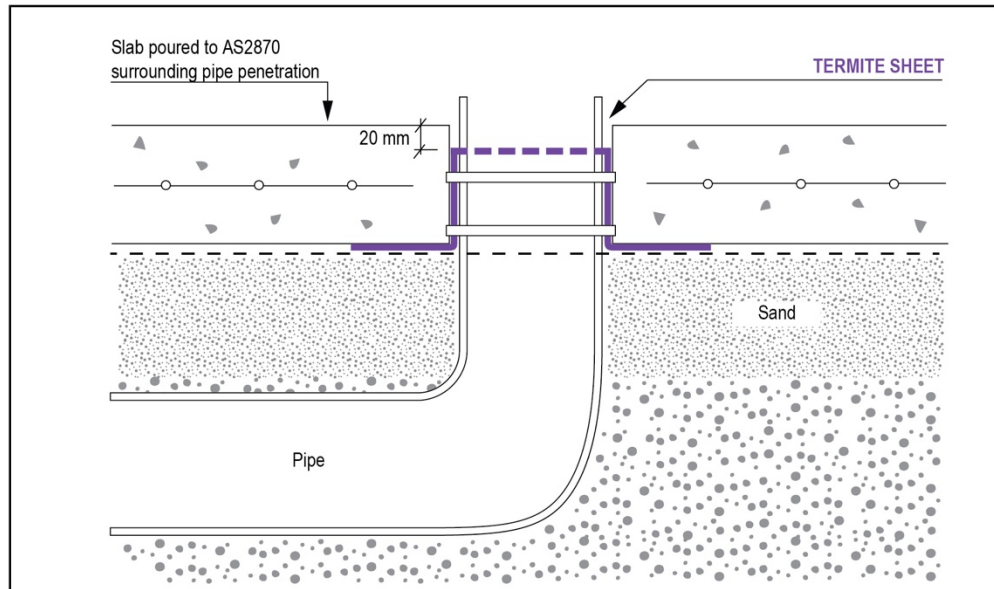 Slab poured to AS2870
surrounding pipe penetration
TERMITE SHEET
20 mm
Sand
Pipe